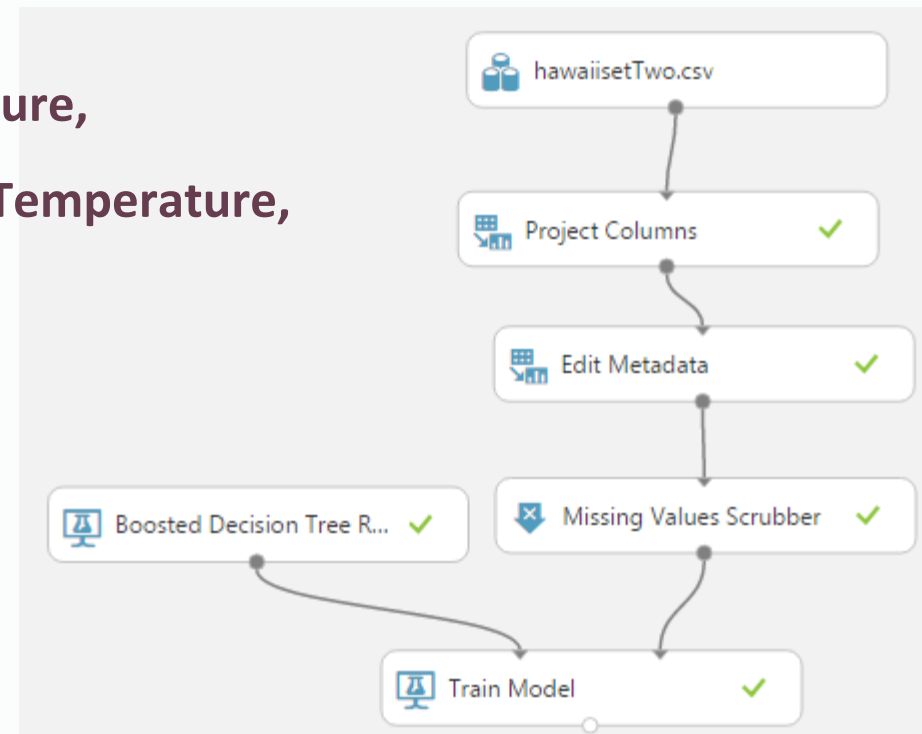 hawaiisetTwo.csv
ure,
Temperature,
Project Columns
Edit Metadata
Missing Values Scrubber
Boosted Decision Tree R...
Train Model